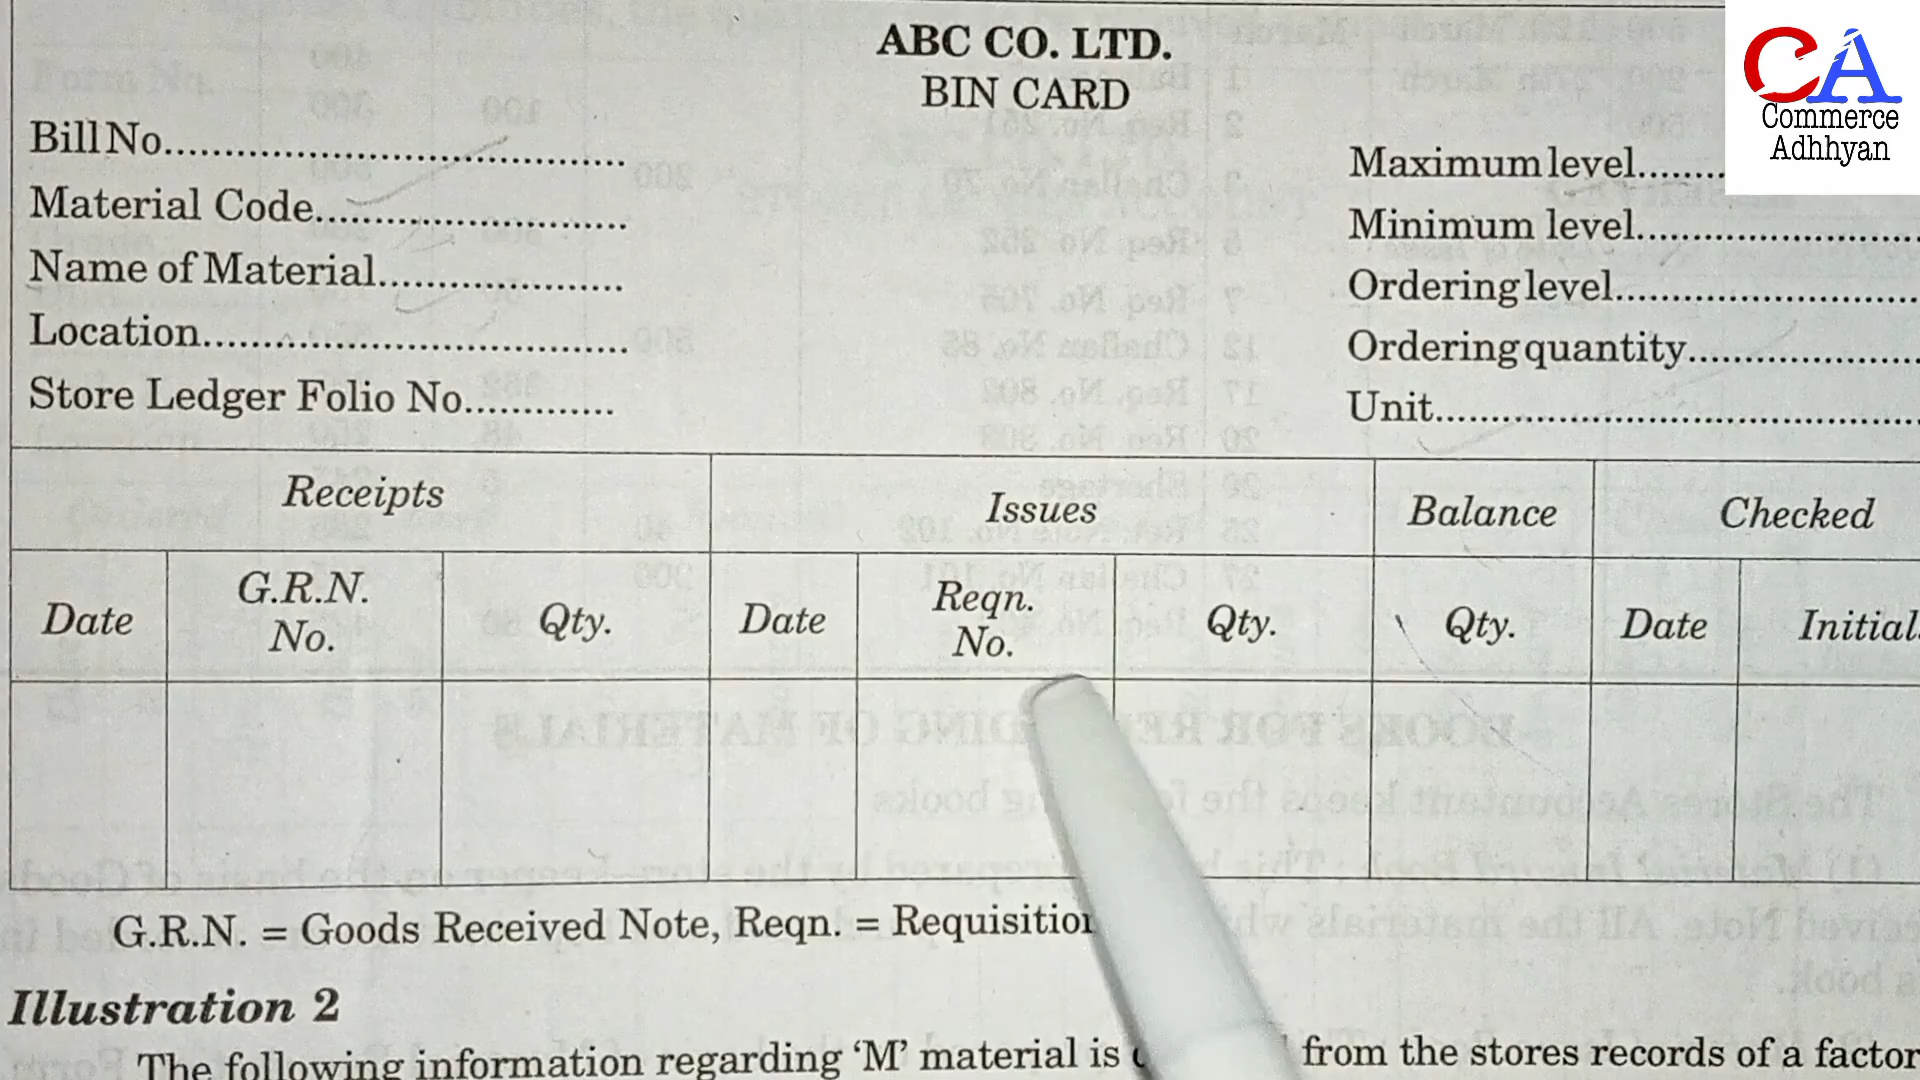 ABC CO. LTD.
BIN CARD
CA
Commerce
Adhhyan
Bill No......................................
Material Code..........................
Name of Material.....................
Location...................................
Store Ledger Folio No.............
Maximum level........
Minimum level.......................
Ordering level.........................
Ordering quantity...................
Unit.......................................
Receipts Issues Balance Checked
Date G.R.N. No. Qty. Date Reqn. No. Qty. Qty. Date Initial
G.R.N. = Goods Received Note, Reqn. = Requisition
Illustration 2
The following information regarding ‘M’ material is from the stores records of a factor